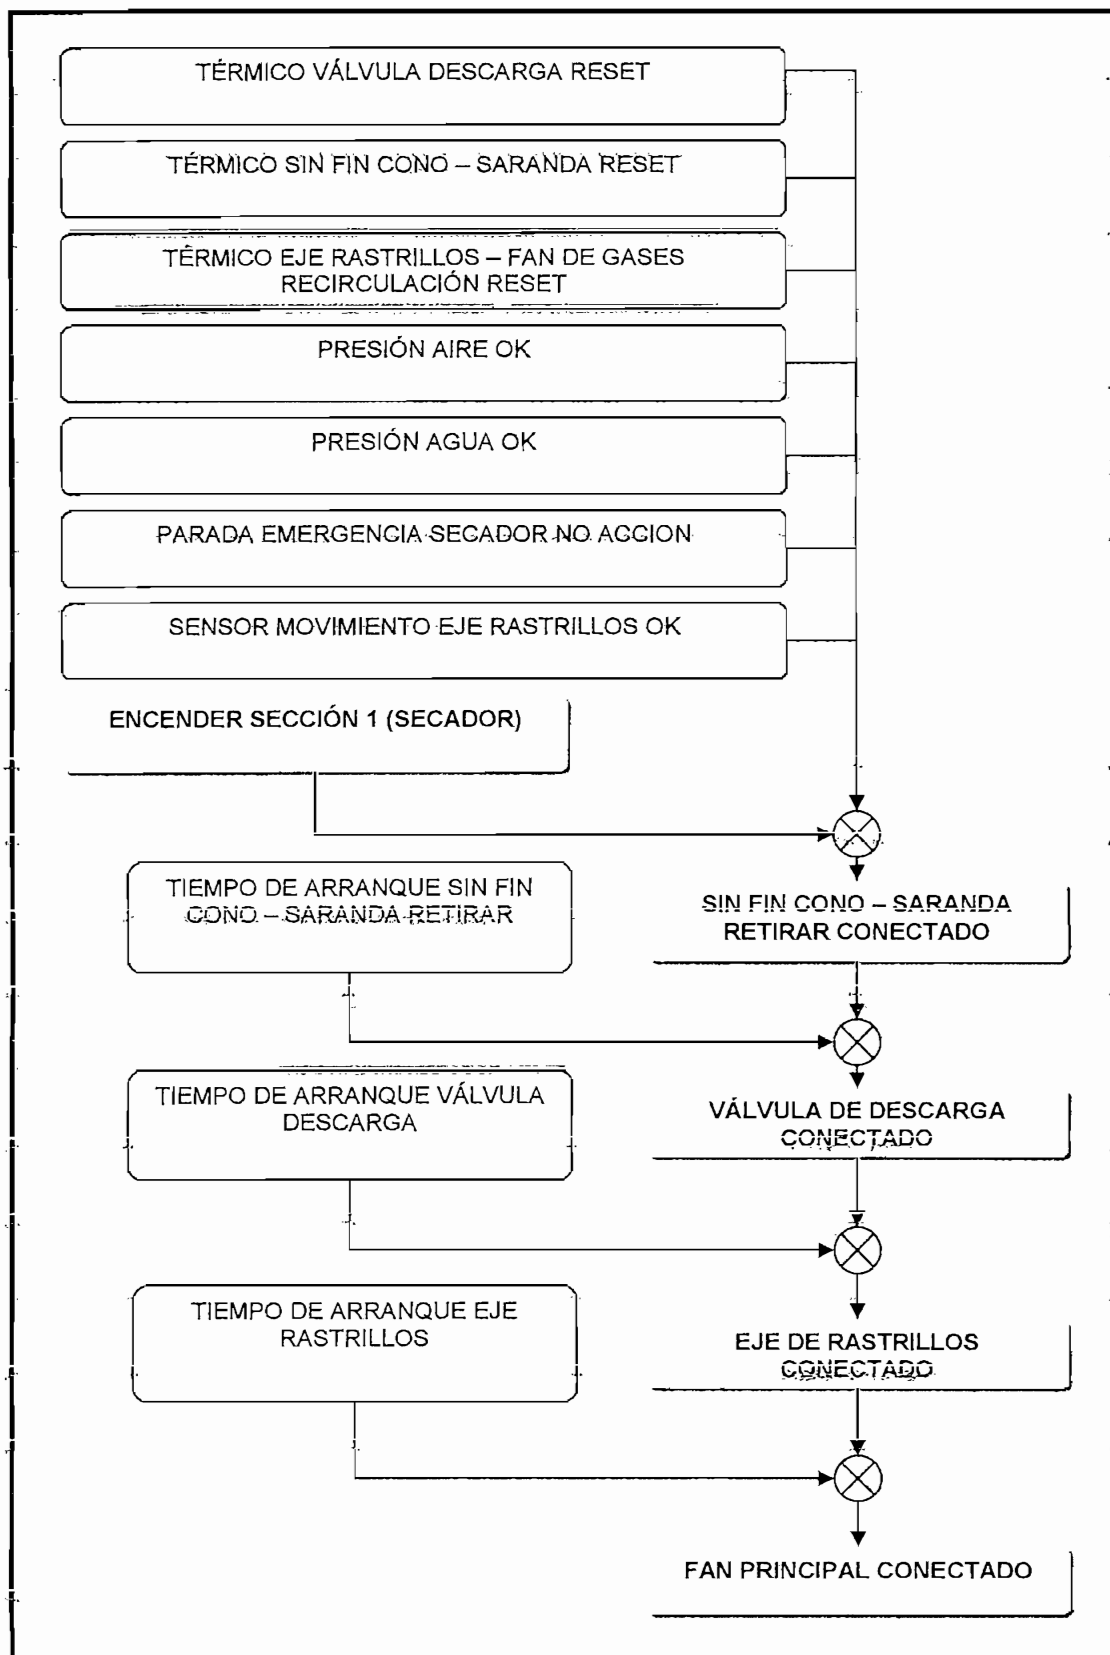 TÉRMICO VÁLVULA DESCARGA RESET
TÉRMICO SIN FIN CONO – SARANDA RESET
TÉRMICO EJE RASTRILLOS – FAN DE GASES
RECIRCULACIÓN RESET
PRESIÓN AIRE OK
PRESIÓN AGUA OK
PARADA EMERGENCIA SECADOR NO ACCION
SENSOR MOVIMIENTO EJE RASTRILLOS OK
ENCENDER SECCIÓN 1 (SECADOR)
TIEMPO DE ARRANQUE SIN FIN
CONO – SARANDA RETIRAR
SIN FIN CONO – SARANDA
RETIRAR CONECTADO
TIEMPO DE ARRANQUE VÁLVULA
DESCARGA
VÁLVULA DE DESCARGA
CONECTADO
TIEMPO DE ARRANQUE EJE
RASTRILLOS
EJE DE RASTRILLOS
CONECTADO
FAN PRINCIPAL CONECTADO